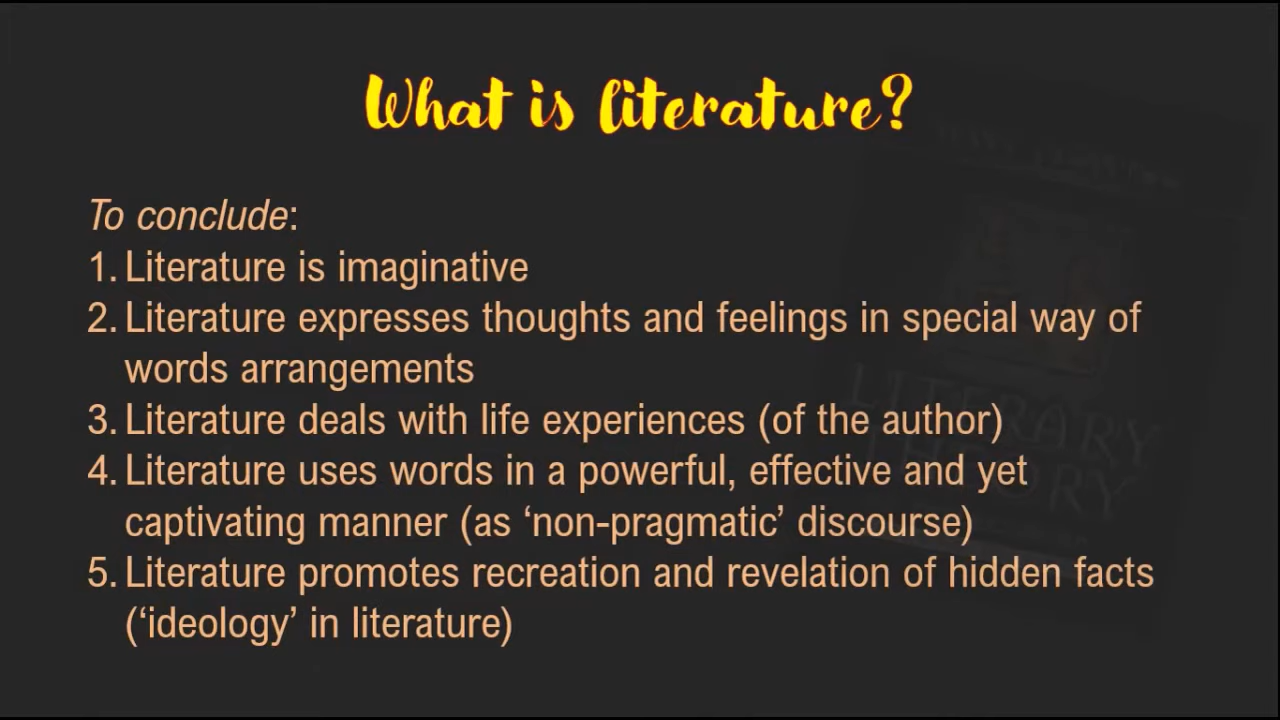 What is literature?
To conclude:
1. Literature is imaginative
2. Literature expresses thoughts and feelings in special way of
words arrangements
3. Literature deals with life experiences (of the author)
4. Literature uses words in a powerful, effective and yet
captivating manner (as ‘non-pragmatic’ discourse)
5. Literature promotes recreation and revelation of hidden facts
(‘ideology’ in literature)
LITERARY
THEORY